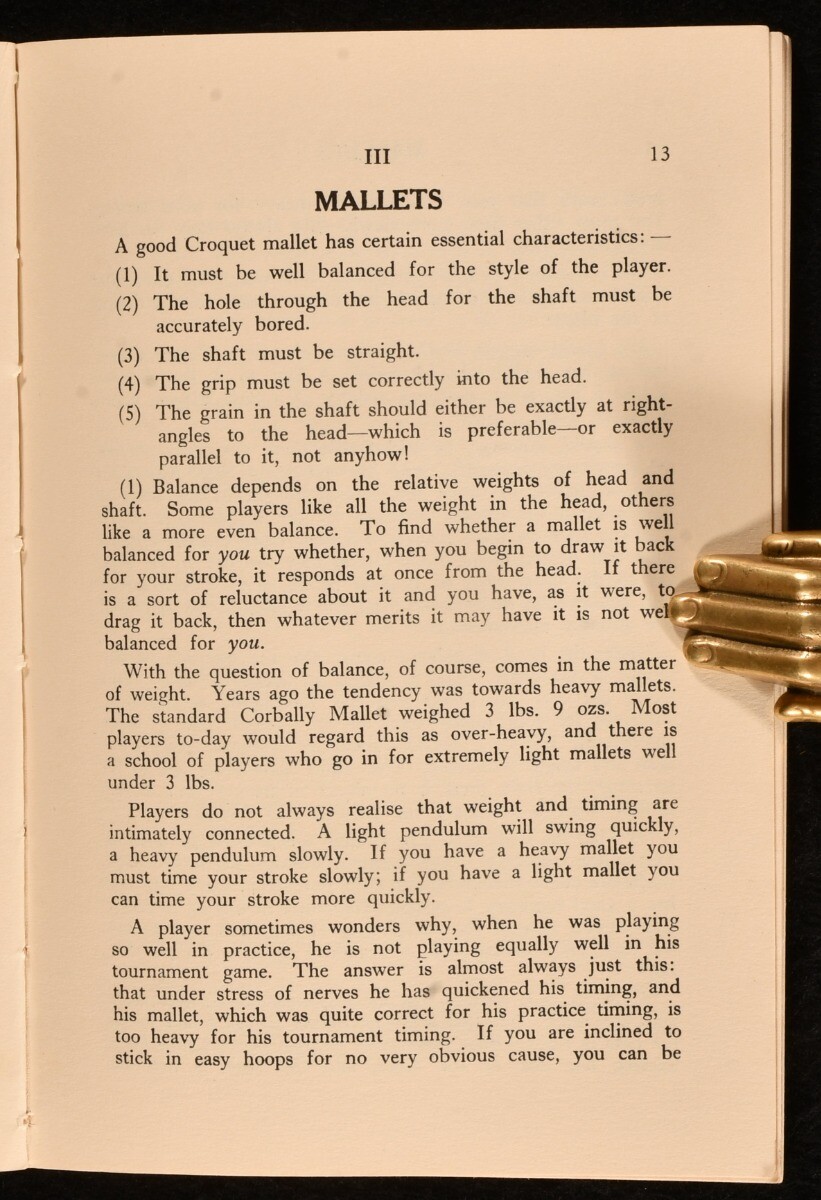 III 13
MALLETS
A good Croquet mallet has certain essential characteristics: —
(1) It must be well balanced for the style of the player.
(2) The hole through the head for the shaft must be
accurately bored.
(3) The shaft must be straight.
(4) The grip must be set correctly into the head.
(5) The grain in the shaft should either be exactly at right-
angles to the head—which is preferable—or exactly
parallel to it, not anyhow!
(1) Balance depends on the relative weights of head and
shaft. Some players like all the weight in the head, others
like a more even balance. To find whether a mallet is well
balanced for you try whether, when you begin to draw it back
for your stroke, it responds at once from the head. If there
is a sort of reluctance about it and you have, as it were, to
drag it back, then whatever merits it may have it is not wel
balanced for you.
With the question of balance, of course, comes in the matter
of weight. Years ago the tendency was towards heavy mallets.
The standard Corbally Mallet weighed 3 lbs. 9 ozs. Most
players to-day would regard this as over-heavy, and there is
a school of players who go in for extremely light mallets well
under 3 lbs.
Players do not always realise that weight and timing are
intimately connected. A light pendulum will swing quickly,
a heavy pendulum slowly. If you have a heavy mallet you
must time your stroke slowly; if you have a light mallet you
can time your stroke more quickly.
A player sometimes wonders why, when he was playing
so well in practice, he is not playing equally well in his
tournament game. The answer is almost always just this:
that under stress of nerves he has quickened his timing, and
his mallet, which was quite correct for his practice timing, is
too heavy for his tournament timing. If you are inclined to
stick in easy hoops for no very obvious cause, you can be